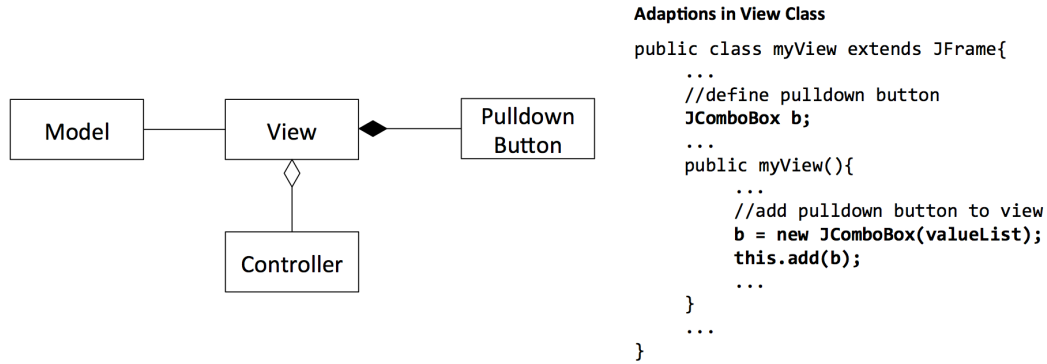 Model
View
Pulldown
Button
Controller
Adaptions in View Class
public class myView extends JFrame{
...
//define pulldown button
JComboBox b;
...
public myView(){
...
//add pulldown button to view
b = new JComboBox(valueList);
this.add(b);
...
}
...
}